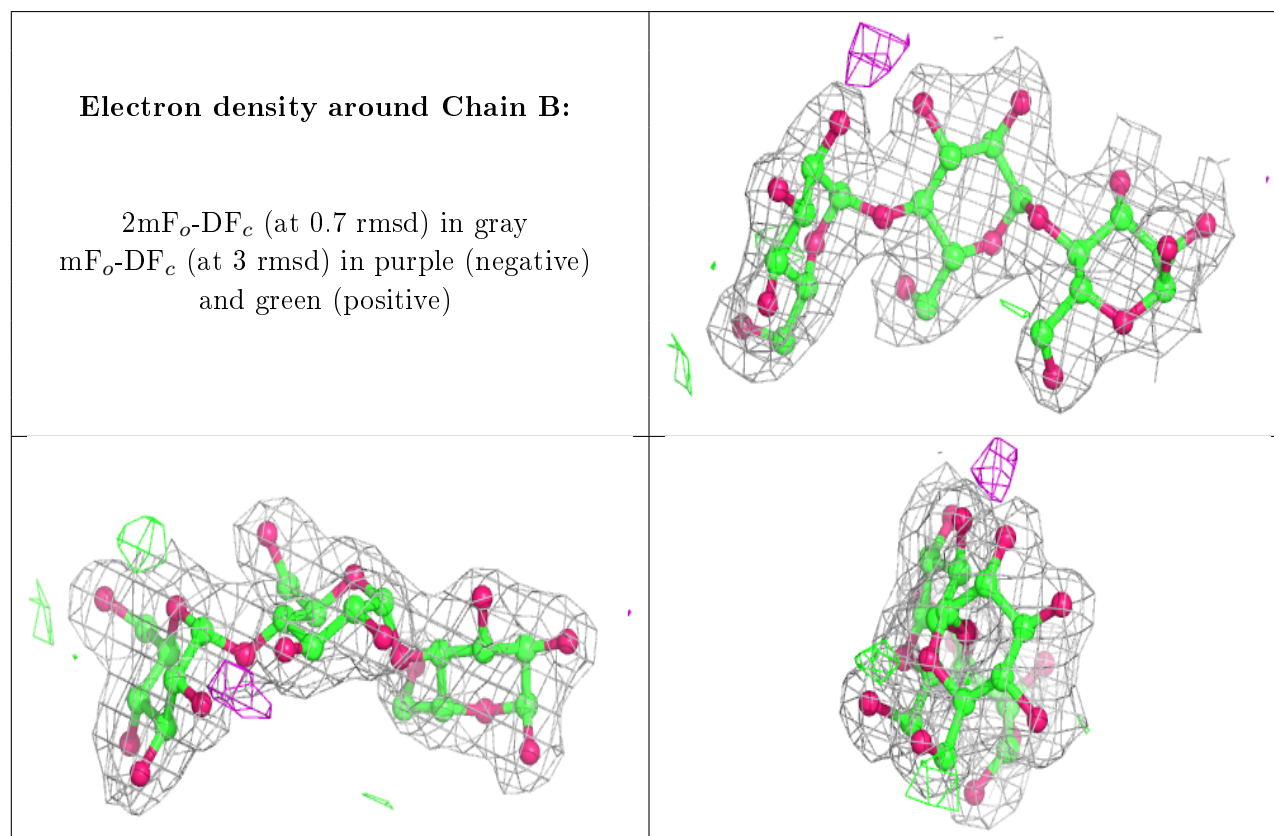 Electron density around Chain B:
2mFo-DFc (at 0.7 rmsd) in gray
mFo-DFc (at 3 rmsd) in purple (negative)
and green (positive)